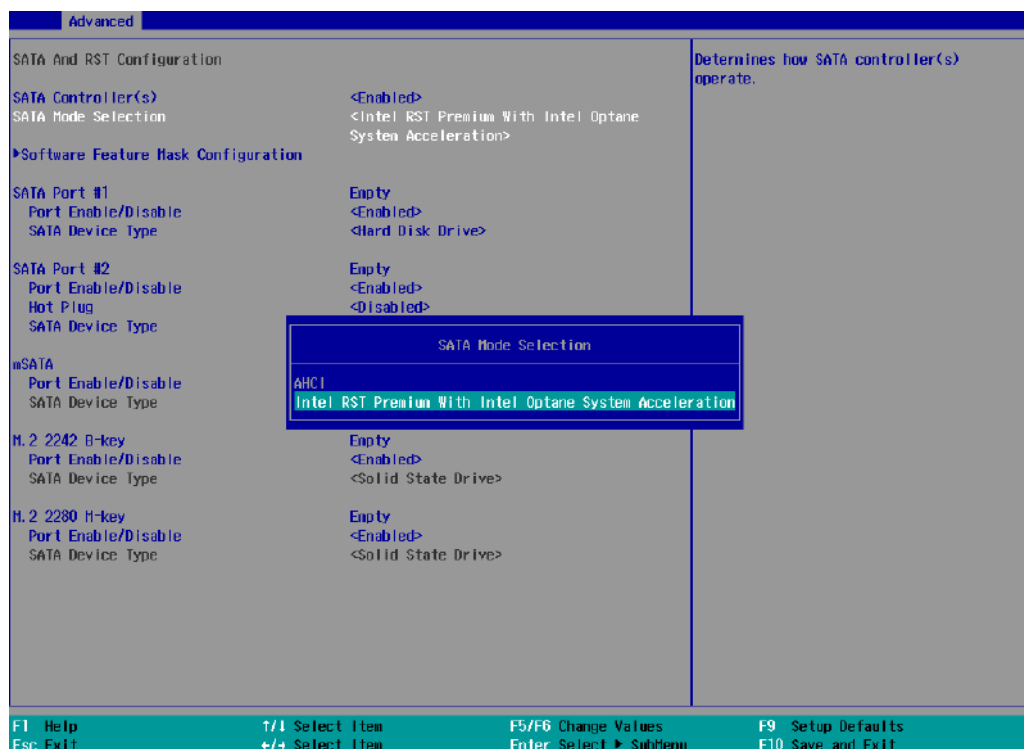 Advanced
SATA And RST Configuration
Determines how SATA controller(s)
operate.
SATA Controller(s) <Enabled>
SATA Mode Selection <Intel RST Premium With Intel Optane
System Acceleration>
▶Software Feature Mask Configuration
SATA Port #1 Empty
Port Enable/Disable <Enabled>
SATA Device Type <Hard Disk Drive>
SATA Port #2 Empty
Port Enable/Disable <Enabled>
Hot Plug <Disabled>
SATA Device Type
SATA Mode Selection
AHCI
Intel RST Premium With Intel Optane System Acceleration
mSATA
Port Enable/Disable
SATA Device Type
M.2 2242 B-key Empty
Port Enable/Disable <Enabled>
SATA Device Type <Solid State Drive>
M.2 2280 M-key Empty
Port Enable/Disable <Enabled>
SATA Device Type <Solid State Drive>
F1 Help ↑/↓ Select Item F5/F6 Change Values F9 Setup Defaults
Esc Exit ←/→ Select Item Enter Select ▶ SubMenu F10 Save and Exit